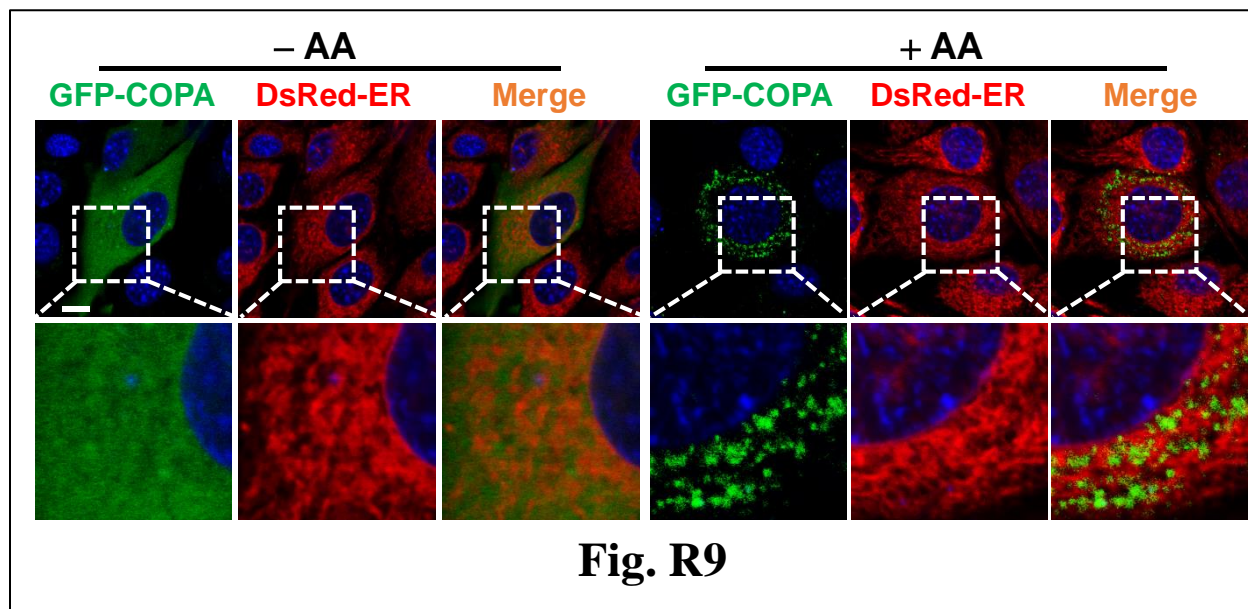 – AA
+ AA
GFP-COPA DsRed-ER Merge
GFP-COPA DsRed-ER Merge
Fig. R9